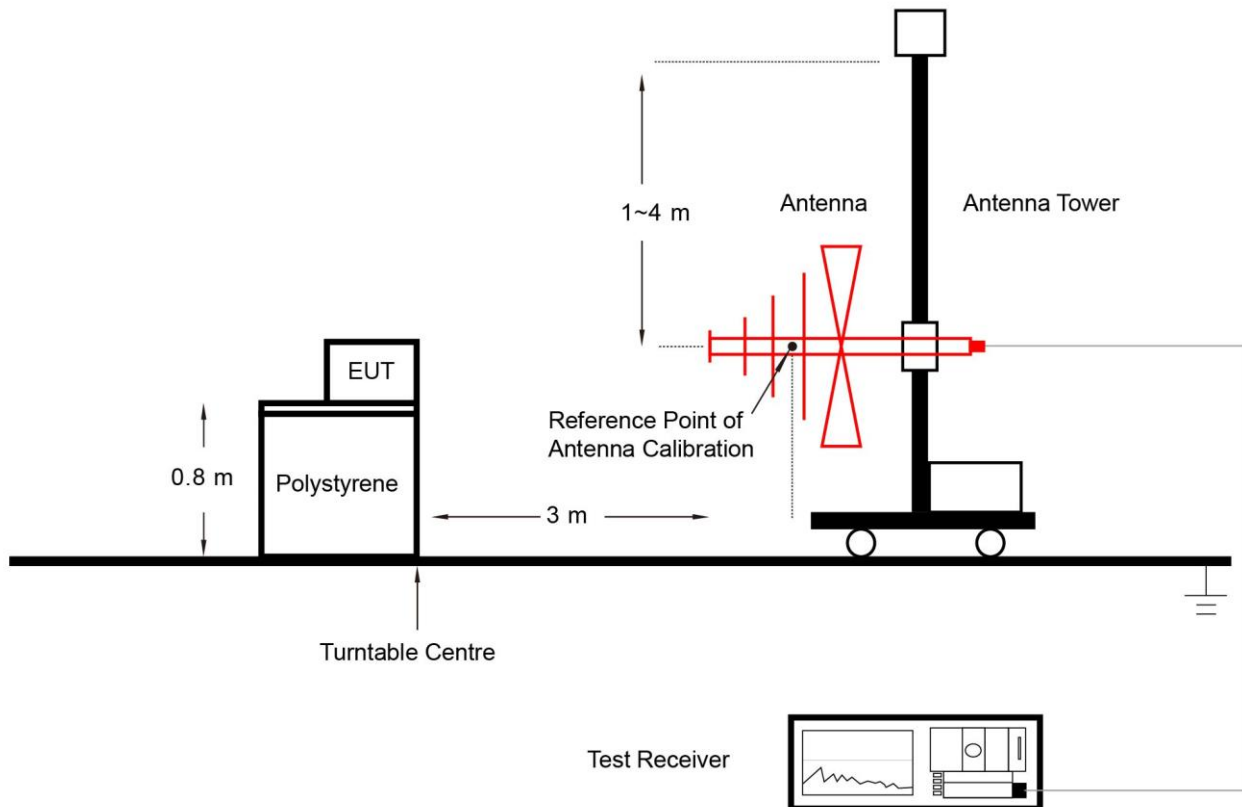 1~4 m
Antenna
Antenna Tower
EUT
Reference Point of
Antenna Calibration
0.8 m
Polystyrene
3 m
Turntable Centre
Test Receiver